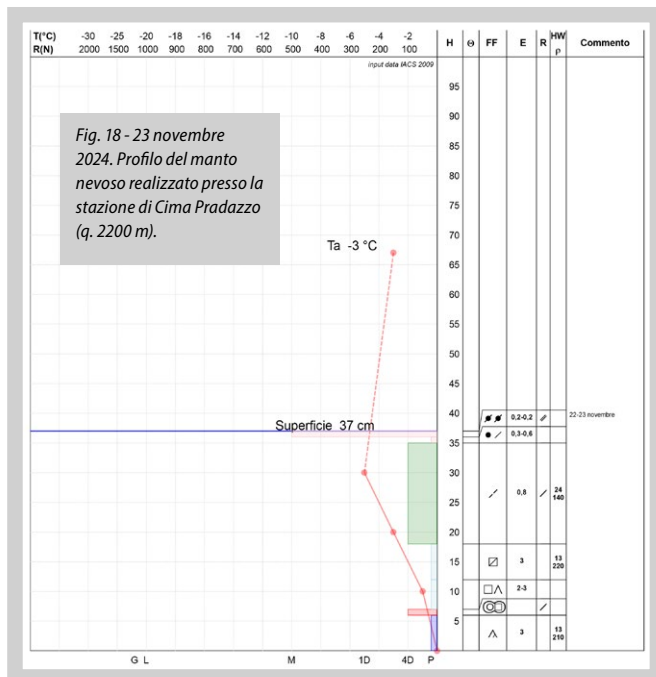 T(°C) -30 -25 -20 -18 -16 -14 -12 -10 -8 -6 -4 -2 H Θ FF E R HW Commento
R(N) 2000 1500 1000 900 800 700 600 500 400 300 200 100 ρ
input data IACS 2009
95
90
Fig. 18 - 23 novembre
2024. Profilo del manto
nevoso realizzato presso la
stazione di Cima Pradazzo
(q. 2200 m).
85
80
75
70
Ta -3 °C
65
60
55
50
45
40 0,2-0,2 22-23 novembre
Superficie 37 cm
35 0,3-0,6
30
25 0,8 24
140
20
15 3 13
220
10 2-3
5 3 13
210
G L M 1D 4D P